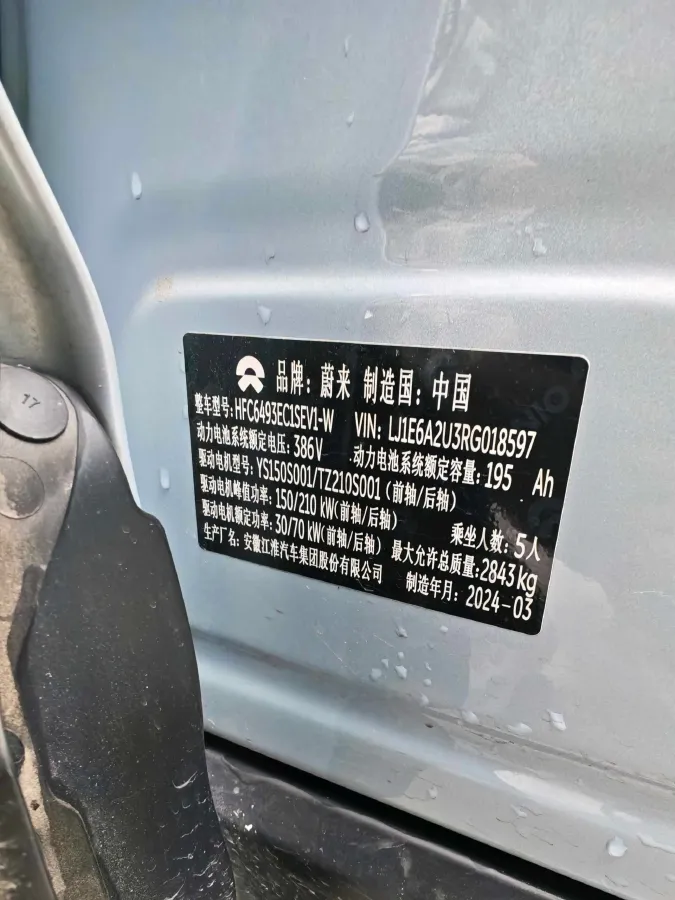 品牌：蔚来 制造国：中国
整车型号：HFC6493EC1SEV1-W VIN：LJ1E6A2U3RG018597
动力电池系统额定电压：386V 动力电池系统额定容量：195 Ah
驱动电机型号：YS150S001/TZ210S001（前轴/后轴）
驱动电机峰值功率：150/210 kW（前轴/后轴） 乘坐人数：5人
驱动电机额定功率：30/70 kW（前轴/后轴） 最大允许总质量：2843kg
生产厂名：安徽江淮汽车集团股份有限公司 制造年月：2024-03
17